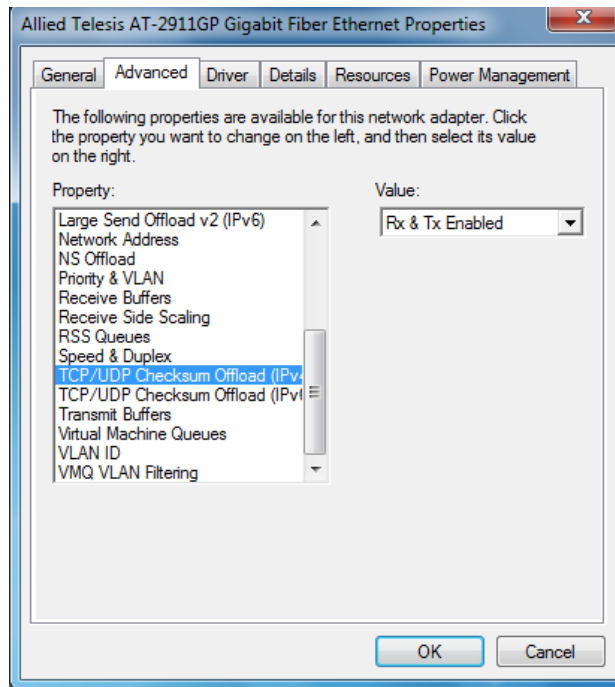 Allied Telesis AT-2911GP Gigabit Fiber Ethernet Properties
General Advanced Driver Details Resources Power Management
The following properties are available for this network adapter. Click
the property you want to change on the left, and then select its value
on the right.
Property: Value:
Large Send Offload v2 (IPv6) Rx & Tx Enabled
Network Address
NS Offload
Priority & VLAN
Receive Buffers
Receive Side Scaling
RSS Queues
Speed & Duplex
TCP/UDP Checksum Offload (IPv4
TCP/UDP Checksum Offload (IPv6
Transmit Buffers
Virtual Machine Queues
VLAN ID
VMQ VLAN Filtering
OK Cancel